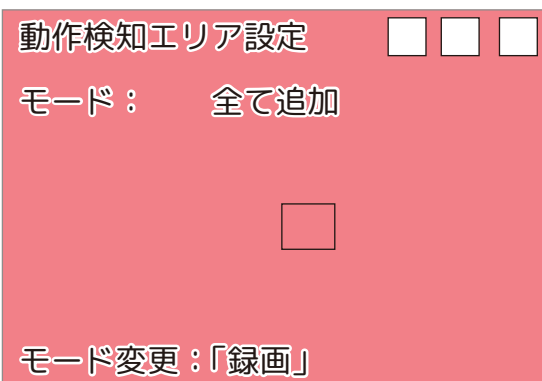 動作検知エリア設定
モード： 全て追加
モード変更：「録画」